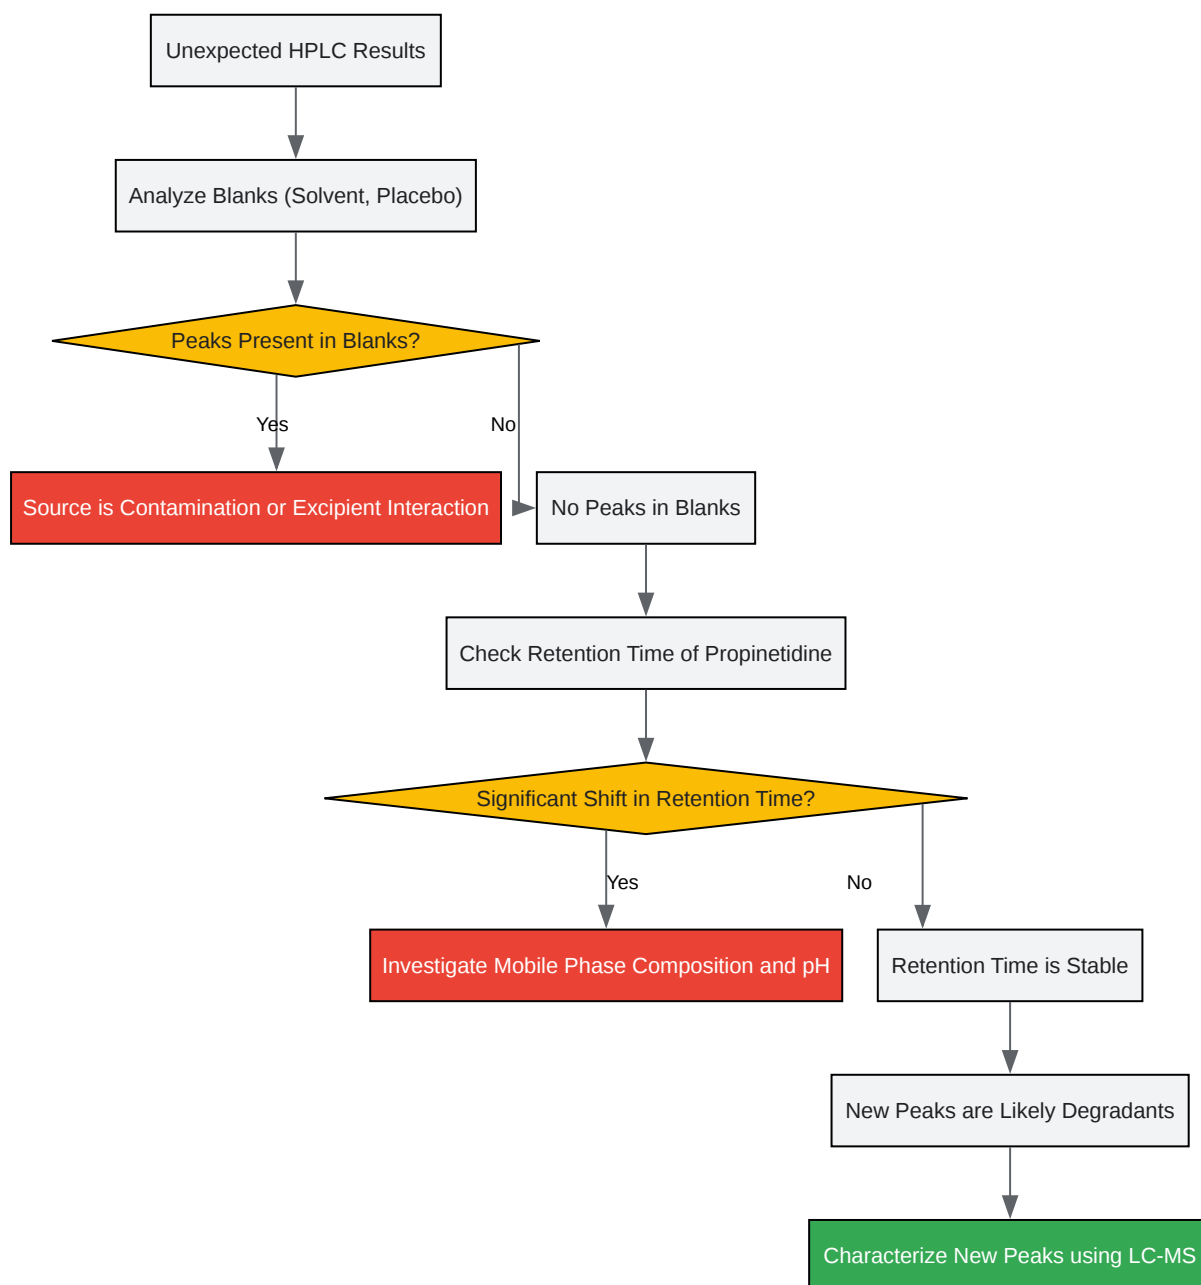 Unexpected HPLC Results
Analyze Blanks (Solvent, Placebo)
Peaks Present in Blanks?
Yes
No
Source is Contamination or Excipient Interaction
No Peaks in Blanks
Check Retention Time of Propinetidine
Significant Shift in Retention Time?
Yes
No
Investigate Mobile Phase Composition and pH
Retention Time is Stable
New Peaks are Likely Degradants
Characterize New Peaks using LC-MS